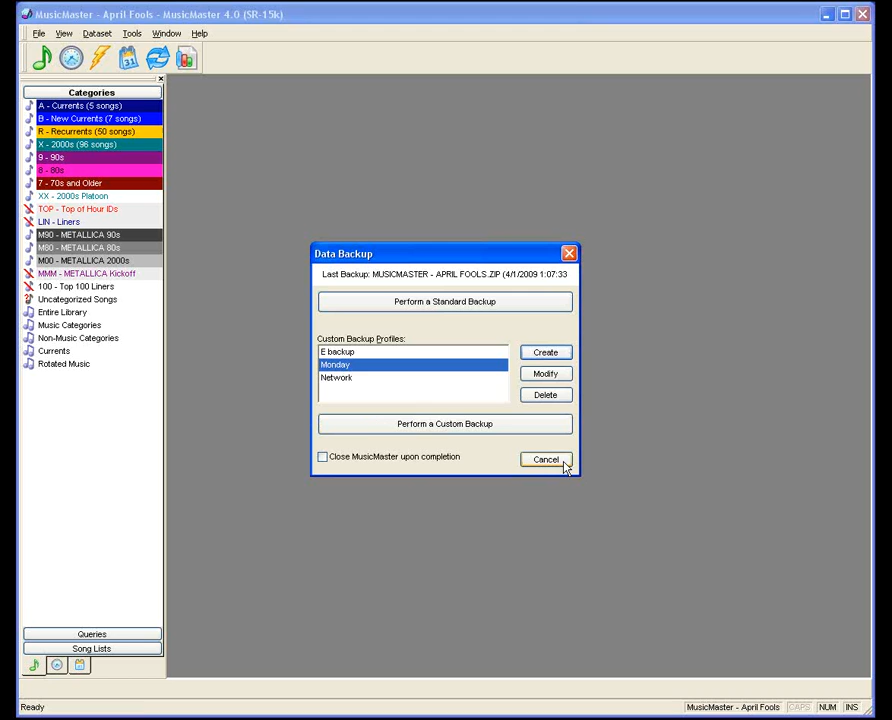 MusicMaster - April Fools - MusicMaster 4.0 (SR-15k)
File View Dataset Tools Window Help
31
Categories
A - Currents (5 songs)
B - New Currents (7 songs)
R - Recurrents (50 songs)
X - 2000s (96 songs)
9 - 90s
8 - 80s
7 - 70s and Older
XX - 2000s Platoon
TOP - Top of Hour IDs
LIN - Liners
M90 - METALLICA 90s
M80 - METALLICA 80s
M00 - METALLICA 2000s
MMM - METALLICA Kickoff
100 - Top 100 Liners
Uncategorized Songs
Entire Library
Music Categories
Non-Music Categories
Currents
Rotated Music
Queries
Song Lists
Data Backup
Last Backup: MUSICMASTER - APRIL FOOLS.ZIP (4/1/2009 1:07:33
Perform a Standard Backup
Custom Backup Profiles:
E backup
Monday
Network
Create
Modify
Delete
Perform a Custom Backup
Close MusicMaster upon completion
Cancel
Ready
MusicMaster - April Fools CAPS NUM INS